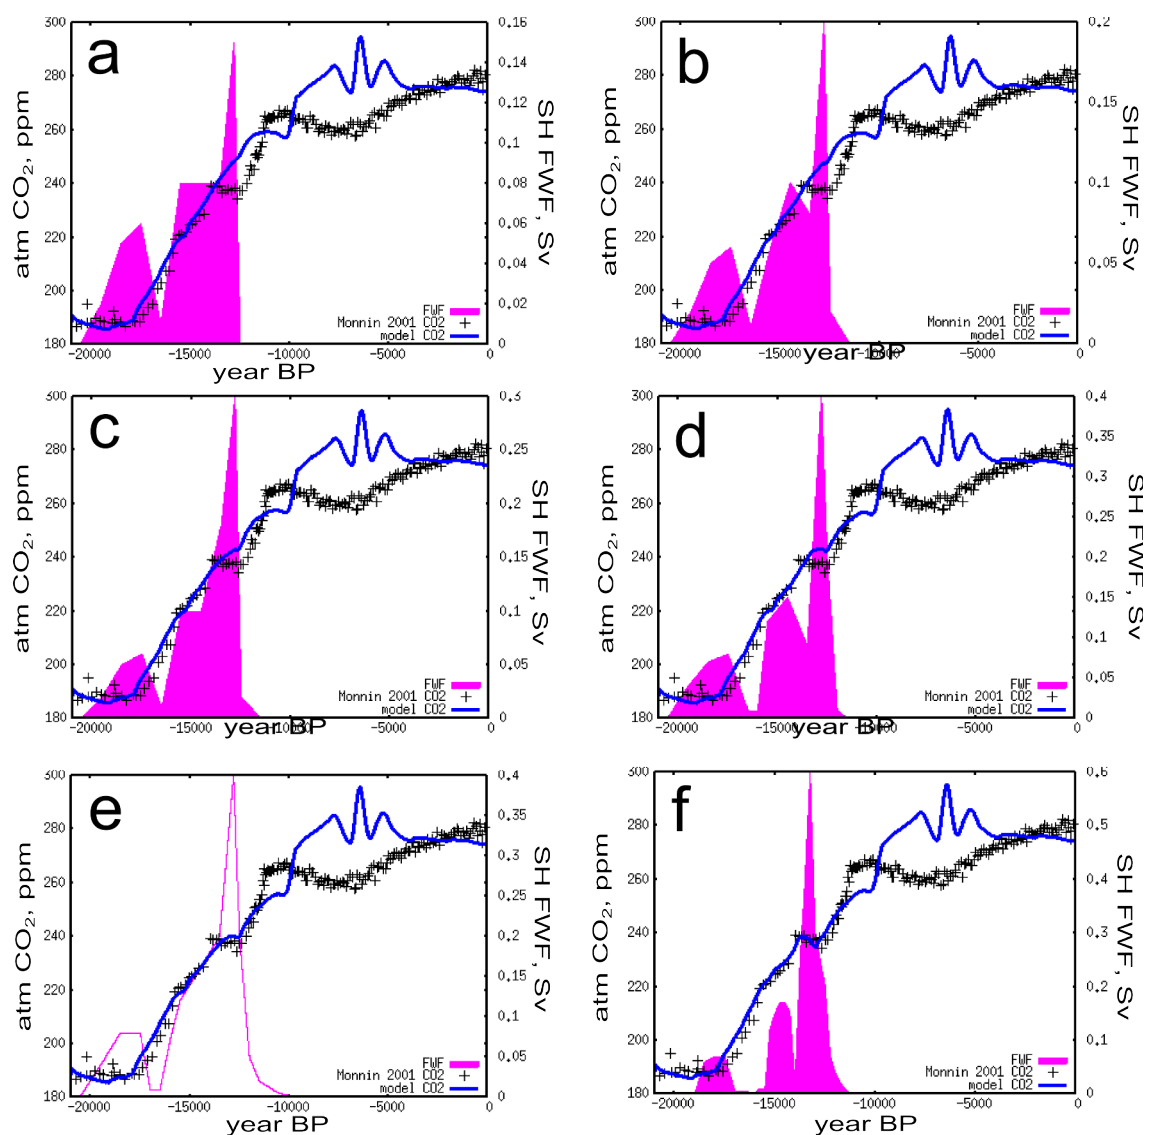 a
300
280
260
240
220
200
180
atm CO₂, ppm
0.16
0.14
0.12
0.1
0.08
0.06
0.04
0.02
0
SH FWF, Sv
FWF
Monnin 2001 CO2
model CO2
-20000 -15000 -10000 -5000 0
year BP
b
300
280
260
240
220
200
180
atm CO₂, ppm
0.2
0.15
0.1
0.05
0
SH FWF, Sv
FWF
Monnin 2001 CO2
model CO2
-20000 -15000 -10000 -5000 0
year BP
c
300
280
260
240
220
200
180
atm CO₂, ppm
0.3
0.25
0.2
0.15
0.1
0.05
0
SH FWF, Sv
FWF
Monnin 2001 CO2
model CO2
-20000 -15000 -10000 -5000 0
year BP
d
300
280
260
240
220
200
180
atm CO₂, ppm
0.4
0.35
0.3
0.25
0.2
0.15
0.1
0.05
0
SH FWF, Sv
FWF
Monnin 2001 CO2
model CO2
-20000 -15000 -10000 -5000 0
year BP
e
300
280
260
240
220
200
180
atm CO₂, ppm
0.4
0.35
0.3
0.25
0.2
0.15
0.1
0.05
0
SH FWF, Sv
FWF
Monnin 2001 CO2
model CO2
-20000 -15000 -10000 -5000 0
year BP
f
300
280
260
240
220
200
180
atm CO₂, ppm
0.6
0.5
0.4
0.3
0.2
0.1
0
SH FWF, Sv
FWF
Monnin 2001 CO2
model CO2
-20000 -15000 -10000 -5000 0
year BP